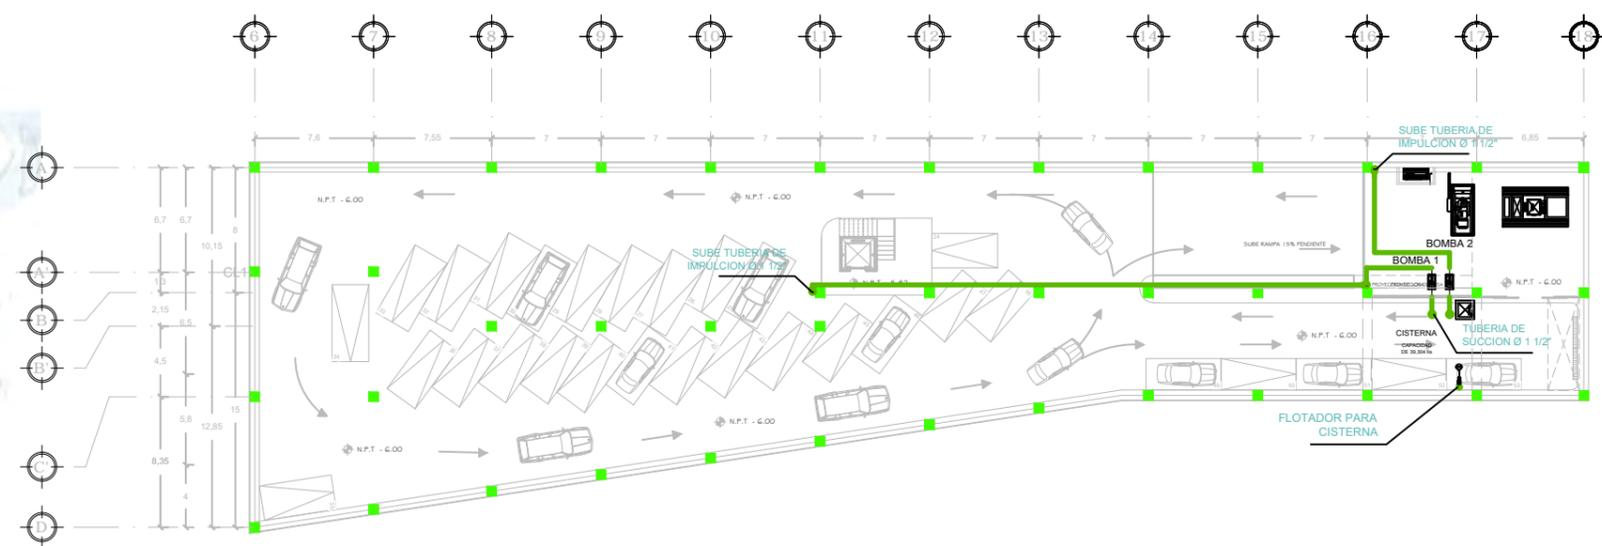 6 7 8 9 10 11 12 13 14 15 16 17 18
7,6 7,55 7 7 7 7 7 7 7 7 7 6,85
SUBE TUBERIA DE
IMPULCION Ø 1 1/2"
A
N.P.T - 6.00
N.P.T - 6.00
6,7 6,7 8
10,15
BOMBA 2
SUBE RAMPA 15% PENDIENTE
SUBE TUBERIA DE
IMPULCION Ø 1 1/2"
BOMBA 1
A'
CL1
N.P.T - 6.00
2,15
6,5
B
TUBERIA DE
SUCCION Ø 1 1/2"
CISTERNA
CAPACIDAD
N.P.T - 6.00
4,5
B'
15
5,8
12,85
FLOTADOR PARA
CISTERNA
N.P.T - 6.00
N.P.T - 6.00
8,35
C'
4
D